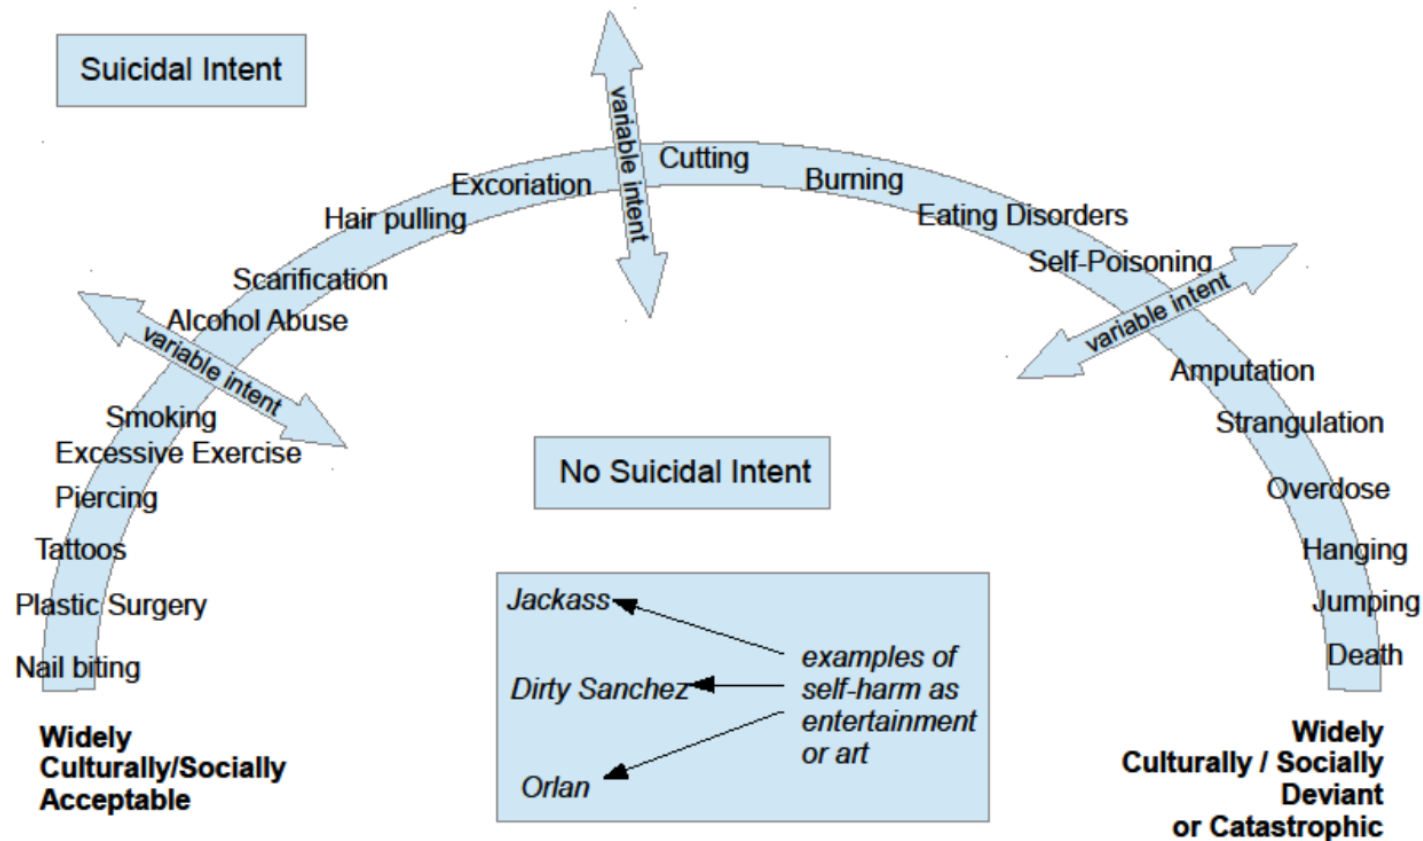 Suicidal Intent
variable intent
Cutting
Burning
Excoriation
Eating Disorders
Hair pulling
Self-Poisoning
Scarification
variable intent
Alcohol Abuse
variable intent
Amputation
Smoking
Strangulation
Excessive Exercise
No Suicidal Intent
Piercing
Overdose
Tattoos
Hanging
Plastic Surgery
Jumping
Nail biting
Death
Jackass
Dirty Sanchez
Orlan
examples of
self-harm as
entertainment
or art
Widely
Culturally/Socially
Acceptable
Widely
Culturally / Socially
Deviant
or Catastrophic